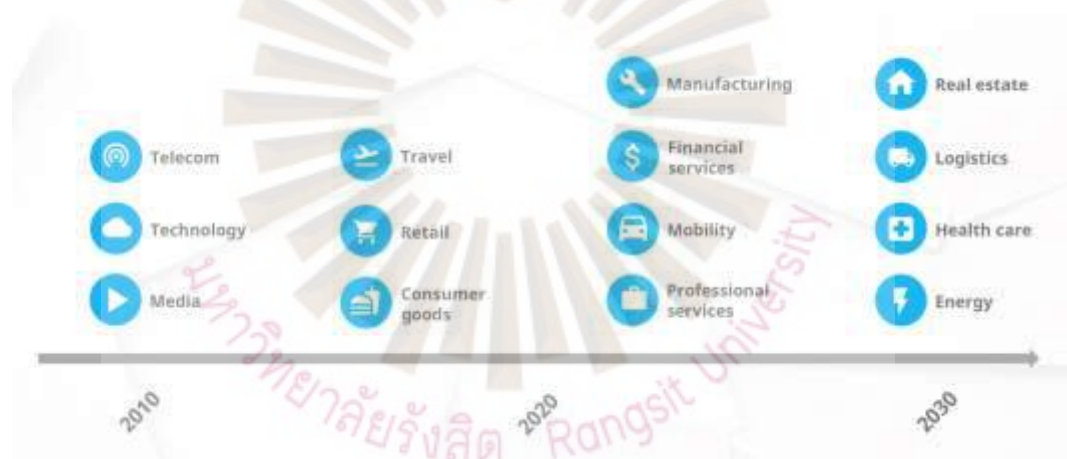 Telecom
Technology
Media
Travel
Retail
Consumer
goods
Manufacturing
Financial
services
Mobility
Professional
services
Real estate
Logistics
Health care
Energy
2010
2020
2030
มหาวิทยาลัยรังสิต Rangsit University